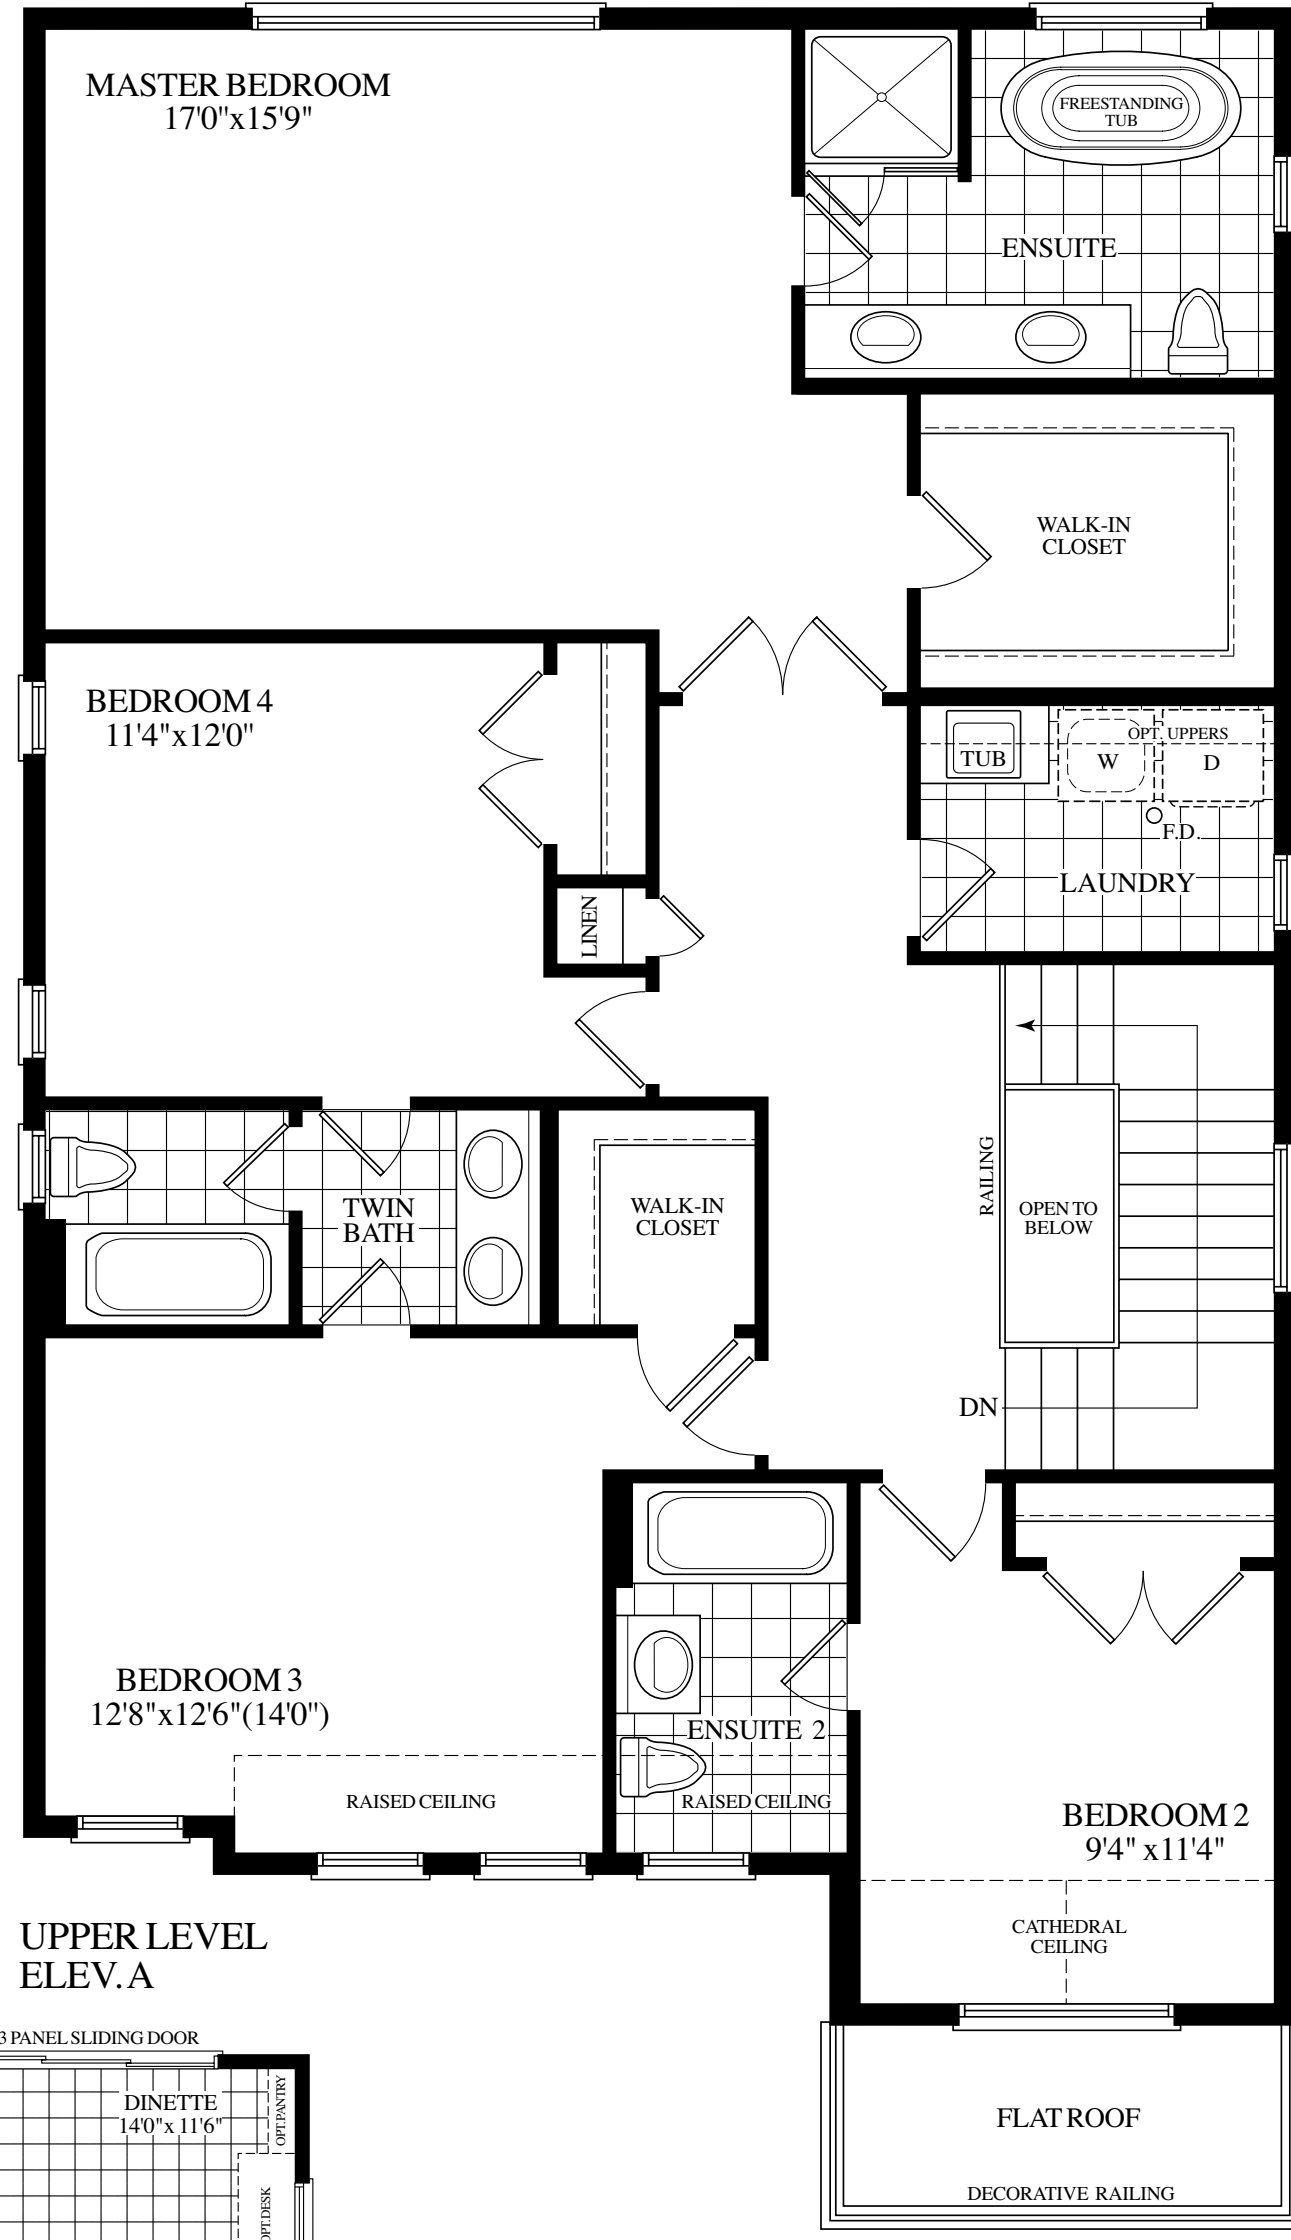 MASTER BEDROOM
17'0"x15'9"
FREESTANDING
TUB
ENSUITE
WALK-IN
CLOSET
BEDROOM 4
11'4"x12'0"
OPT. UPPERS
TUB
W
D
F.D.
LAUNDRY
LINEN
RAILING
OPEN TO
BELOW
TWIN
BATH
WALK-IN
CLOSET
DN
BEDROOM 3
12'8"x12'6"(14'0")
RAISED CEILING
ENSUITE 2
RAISED CEILING
BEDROOM 2
9'4" x11'4"
CATHEDRAL
CEILING
UPPER LEVEL
ELEV. A
3 PANEL SLIDING DOOR
DINETTE
14'0"x 11'6"
OPT.PANTRY
OPT.DESK
FLAT ROOF
DECORATIVE RAILING